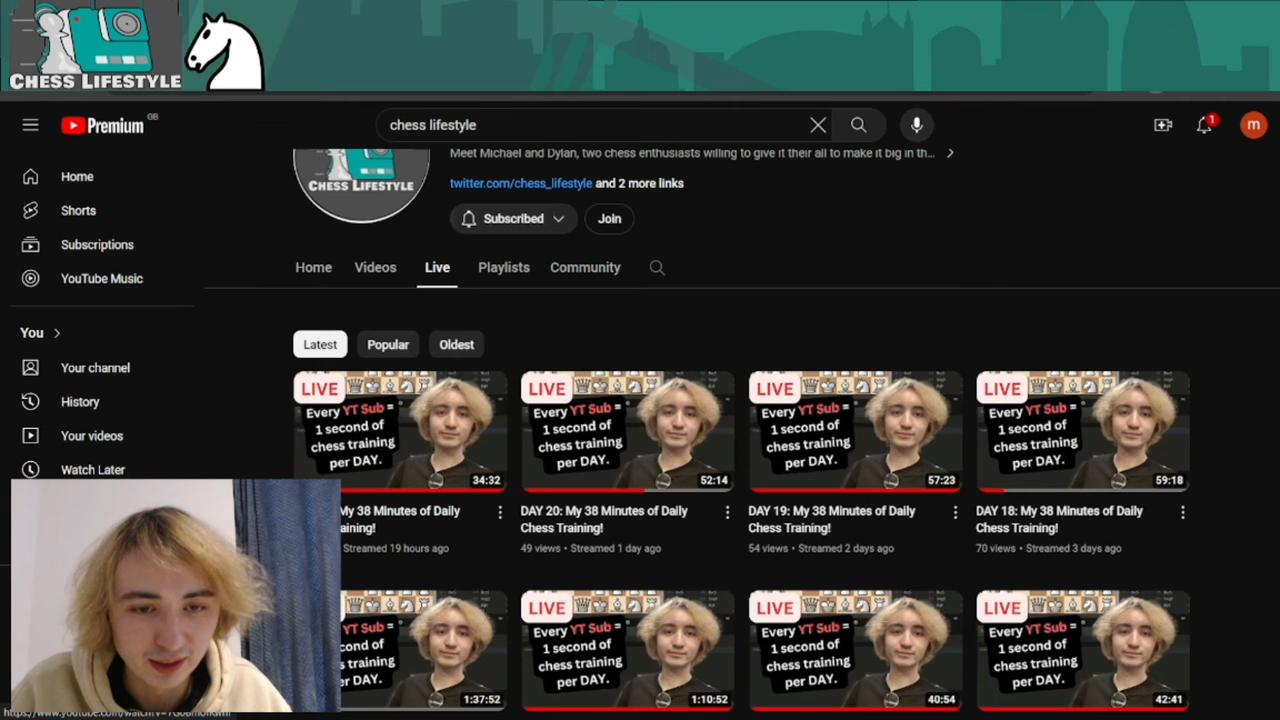 CHESS LIFESTYLE
Premium GB
chess lifestyle
1
m
Meet Michael and Dylan, two chess enthusiasts willing to give it their all to make it big in th...
CHESS LIFESTYLE
twitter.com/chess_lifestyle and 2 more links
Subscribed
Join
Home
Shorts
Subscriptions
YouTube Music
You
Your channel
History
Your videos
Watch Later
Home Videos Live Playlists Community
Latest Popular Oldest
LIVE
Every YT Sub =
1 second of
chess training
per DAY.
34:32
LIVE
Every YT Sub =
1 second of
chess training
per DAY.
52:14
LIVE
Every YT Sub =
1 second of
chess training
per DAY.
57:23
LIVE
Every YT Sub =
1 second of
chess training
per DAY.
59:18
My 38 Minutes of Daily
aining!
Streamed 19 hours ago
DAY 20: My 38 Minutes of Daily
Chess Training!
49 views • Streamed 1 day ago
DAY 19: My 38 Minutes of Daily
Chess Training!
54 views • Streamed 2 days ago
DAY 18: My 38 Minutes of Daily
Chess Training!
70 views • Streamed 3 days ago
YT Sub =
cond of
s training
r DAY.
1:37:52
LIVE
Every YT Sub =
1 second of
chess training
per DAY.
1:10:52
LIVE
Every YT Sub =
1 second of
chess training
per DAY.
40:54
LIVE
Every YT Sub =
1 second of
chess training
per DAY.
42:41